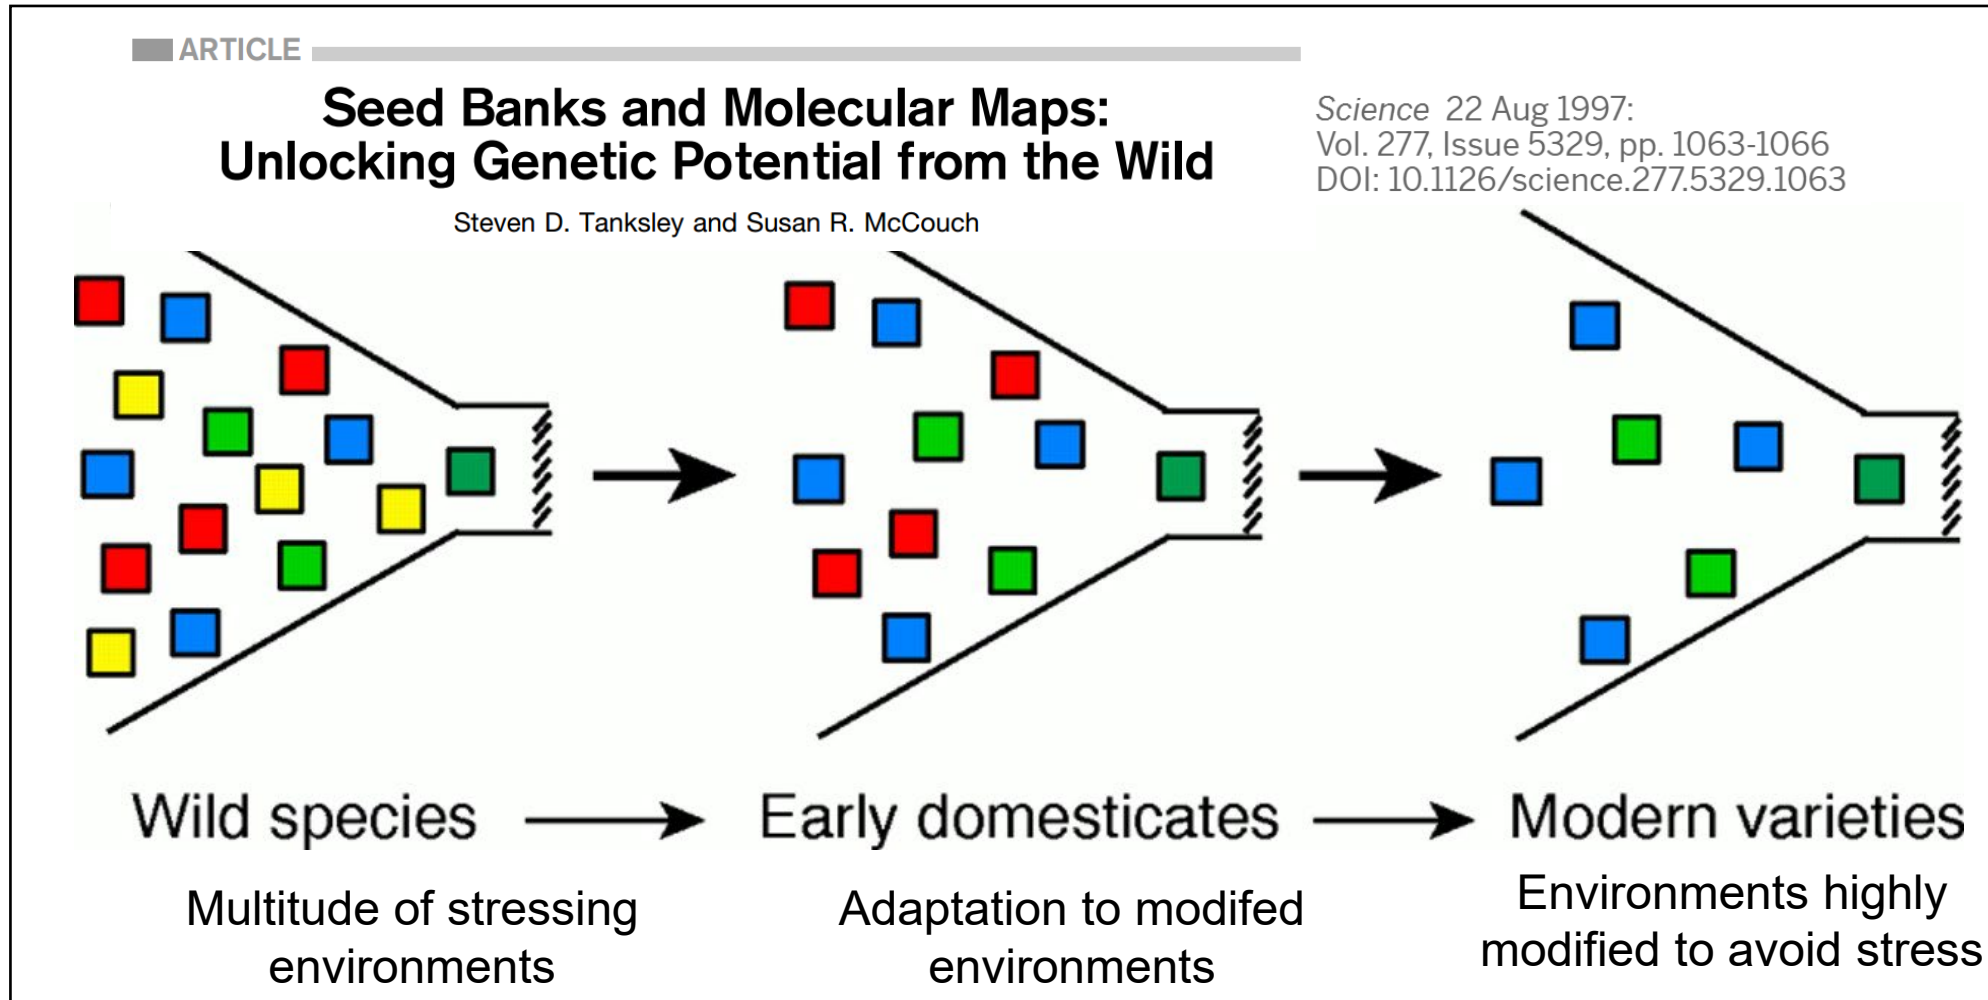 ARTICLE
Seed Banks and Molecular Maps:
Unlocking Genetic Potential from the Wild
Steven D. Tanksley and Susan R. McCouch
Science 22 Aug 1997:
Vol. 277, Issue 5329, pp. 1063-1066
DOI: 10.1126/science.277.5329.1063
Wild species
Early domesticates
Modern varieties
Multitude of stressing
environments
Adaptation to modifed
environments
Environments highly
modified to avoid stress